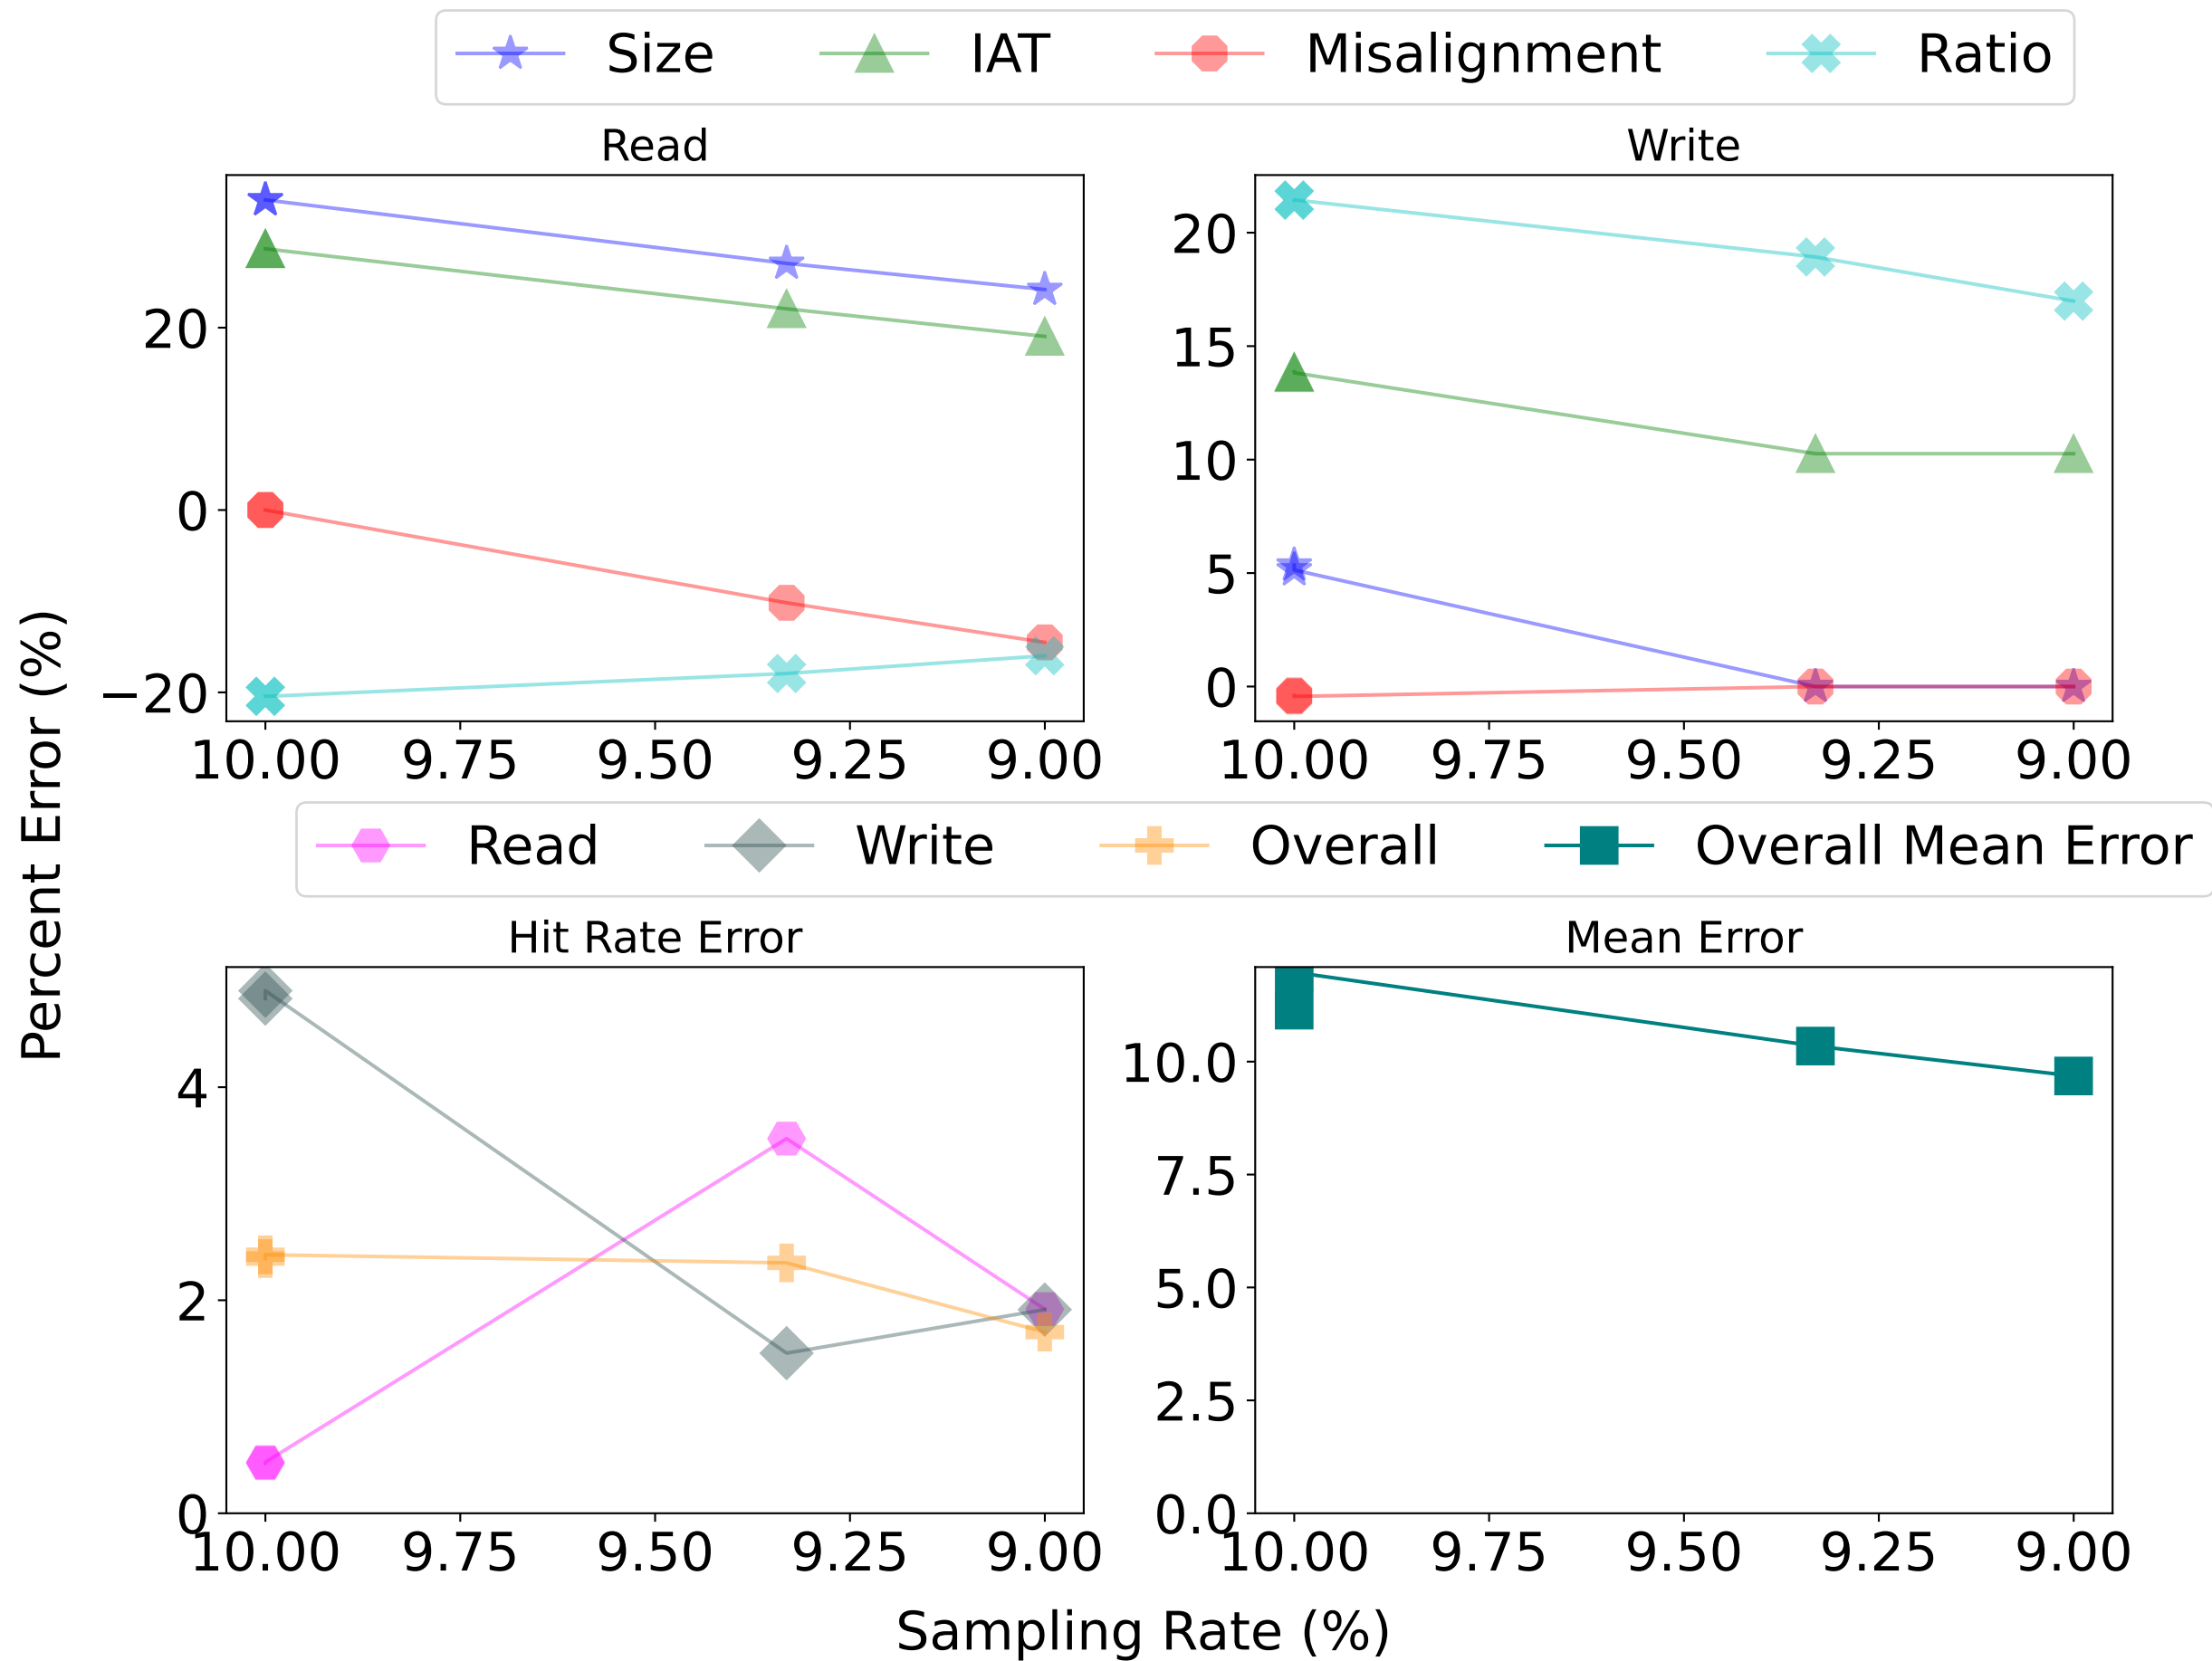 Size IAT Misalignment Ratio
Read Write
20
0
−20
10.00 9.75 9.50 9.25 9.00
20
15
10
5
0
10.00 9.75 9.50 9.25 9.00
Percent Error (%)
Read Write Overall Overall Mean Error
Hit Rate Error Mean Error
4
2
0
10.00 9.75 9.50 9.25 9.00
10.0
7.5
5.0
2.5
0.0
10.00 9.75 9.50 9.25 9.00
Sampling Rate (%)